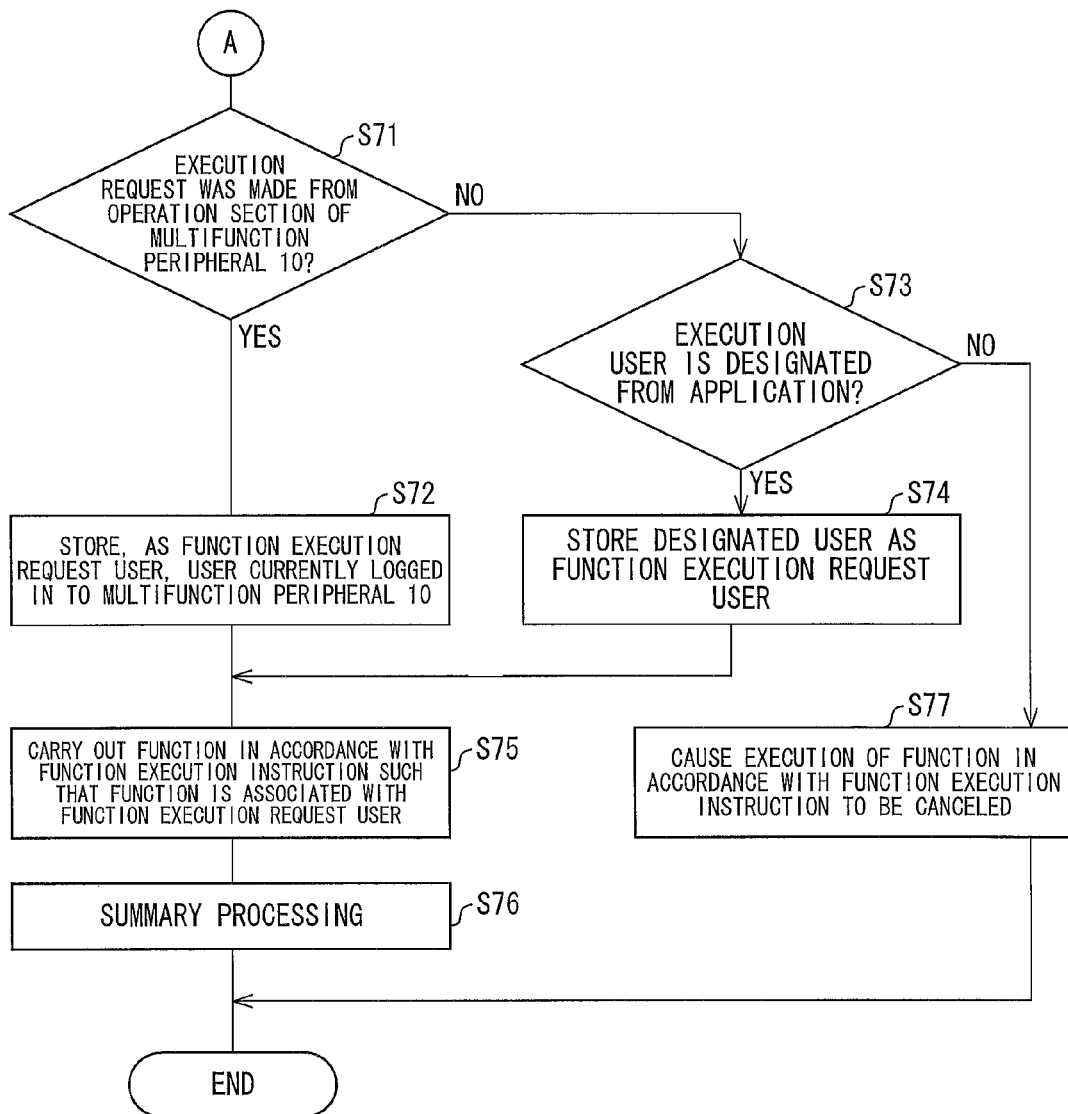 A
S71
EXECUTION
REQUEST WAS MADE FROM
OPERATION SECTION OF
MULTIFUNCTION
PERIPHERAL 10?
NO
YES
S73
EXECUTION
USER IS DESIGNATED
FROM APPLICATION?
NO
YES
S72
STORE, AS FUNCTION EXECUTION
REQUEST USER, USER CURRENTLY LOGGED
IN TO MULTIFUNCTION PERIPHERAL 10
S74
STORE DESIGNATED USER AS
FUNCTION EXECUTION REQUEST
USER
S75
CARRY OUT FUNCTION IN ACCORDANCE WITH
FUNCTION EXECUTION INSTRUCTION SUCH
THAT FUNCTION IS ASSOCIATED WITH
FUNCTION EXECUTION REQUEST USER
S77
CAUSE EXECUTION OF FUNCTION IN
ACCORDANCE WITH FUNCTION EXECUTION
INSTRUCTION TO BE CANCELED
S76
SUMMARY PROCESSING
END